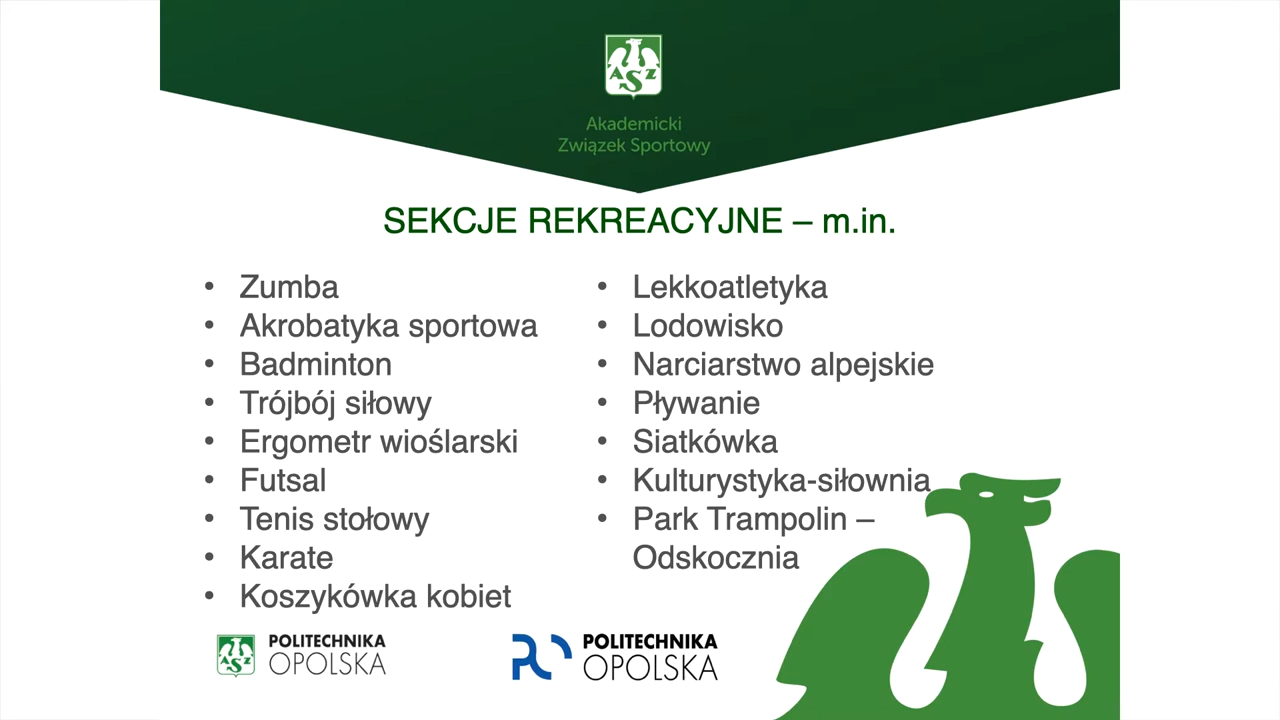 AZS
Akademicki
Związek Sportowy
SEKCJE REKREACYJNE – m.in.
• Zumba
• Akrobatyka sportowa
• Badminton
• Trójbój siłowy
• Ergometr wioślarski
• Futsal
• Tenis stołowy
• Karate
• Koszykówka kobiet
• Lekkoatletyka
• Lodowisko
• Narciarstwo alpejskie
• Pływanie
• Siatkówka
• Kulturystyka-siłownia
• Park Trampolin –
Odskocznia
AZS
POLITECHNIKA
OPOLSKA
POLITECHNIKA
OPOLSKA